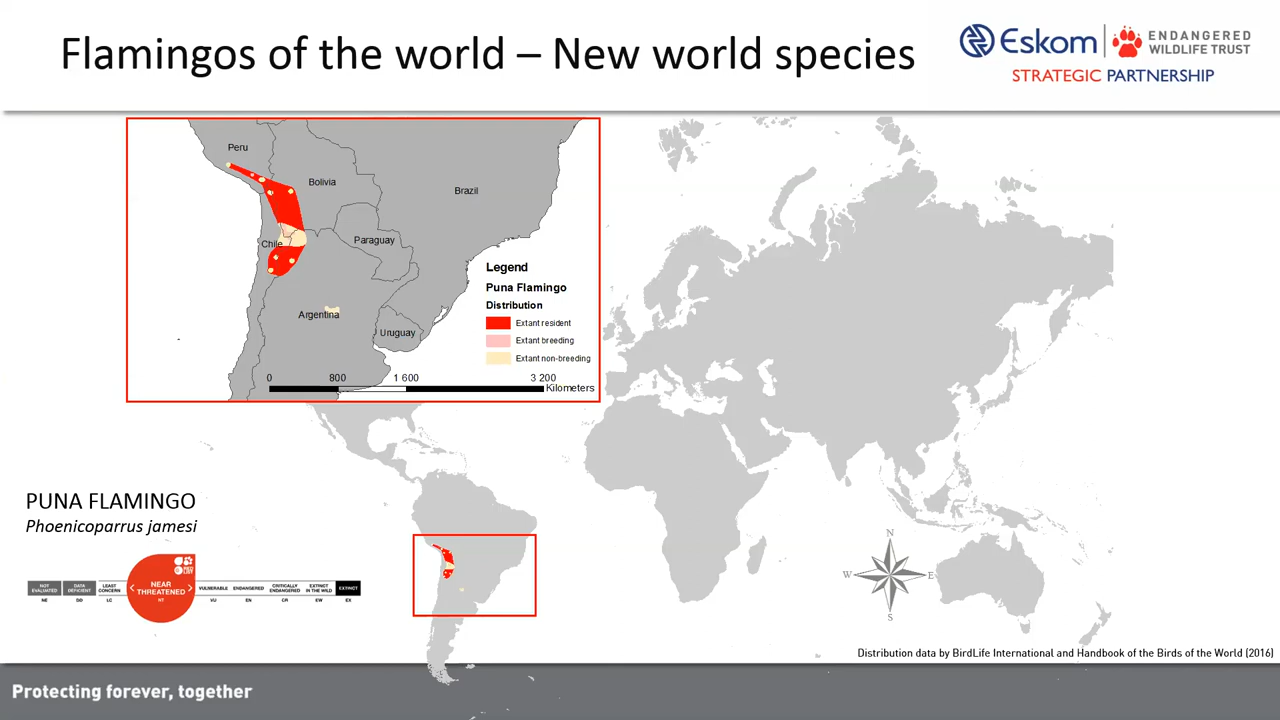 Flamingos of the world – New world species
Eskom
ENDANGERED
WILDLIFE TRUST
STRATEGIC PARTNERSHIP
Peru
Bolivia
Brazil
Chile
Paraguay
Argentina
Uruguay
Legend
Puna Flamingo
Distribution
Extant resident
Extant breeding
Extant non-breeding
0 800 1 600 3 200
Kilometers
PUNA FLAMINGO
Phoenicoparrus jamesi
NOT EVALUATED
DATA DEFICIENT
LEAST CONCERN
< NEAR THREATENED >
VULNERABLE
ENDANGERED
CRITICALLY ENDANGERED
EXTINCT IN THE WILD
EXTINCT
NE DD LC NT VU EN CR EW EX
N
W E
S
Distribution data by BirdLife International and Handbook of the Birds of the World (2016)
Protecting forever, together